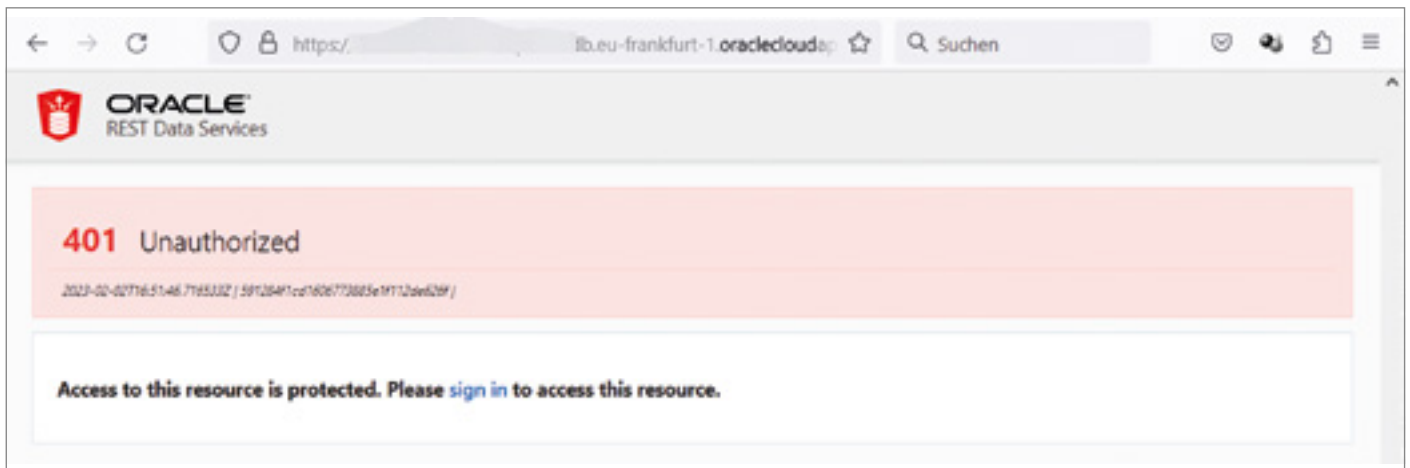 https:/ lb.eu-frankfurt-1.oraclecloudap Suchen
ORACLE
REST Data Services
401 Unauthorized
Access to this resource is protected. Please sign in to access this resource.